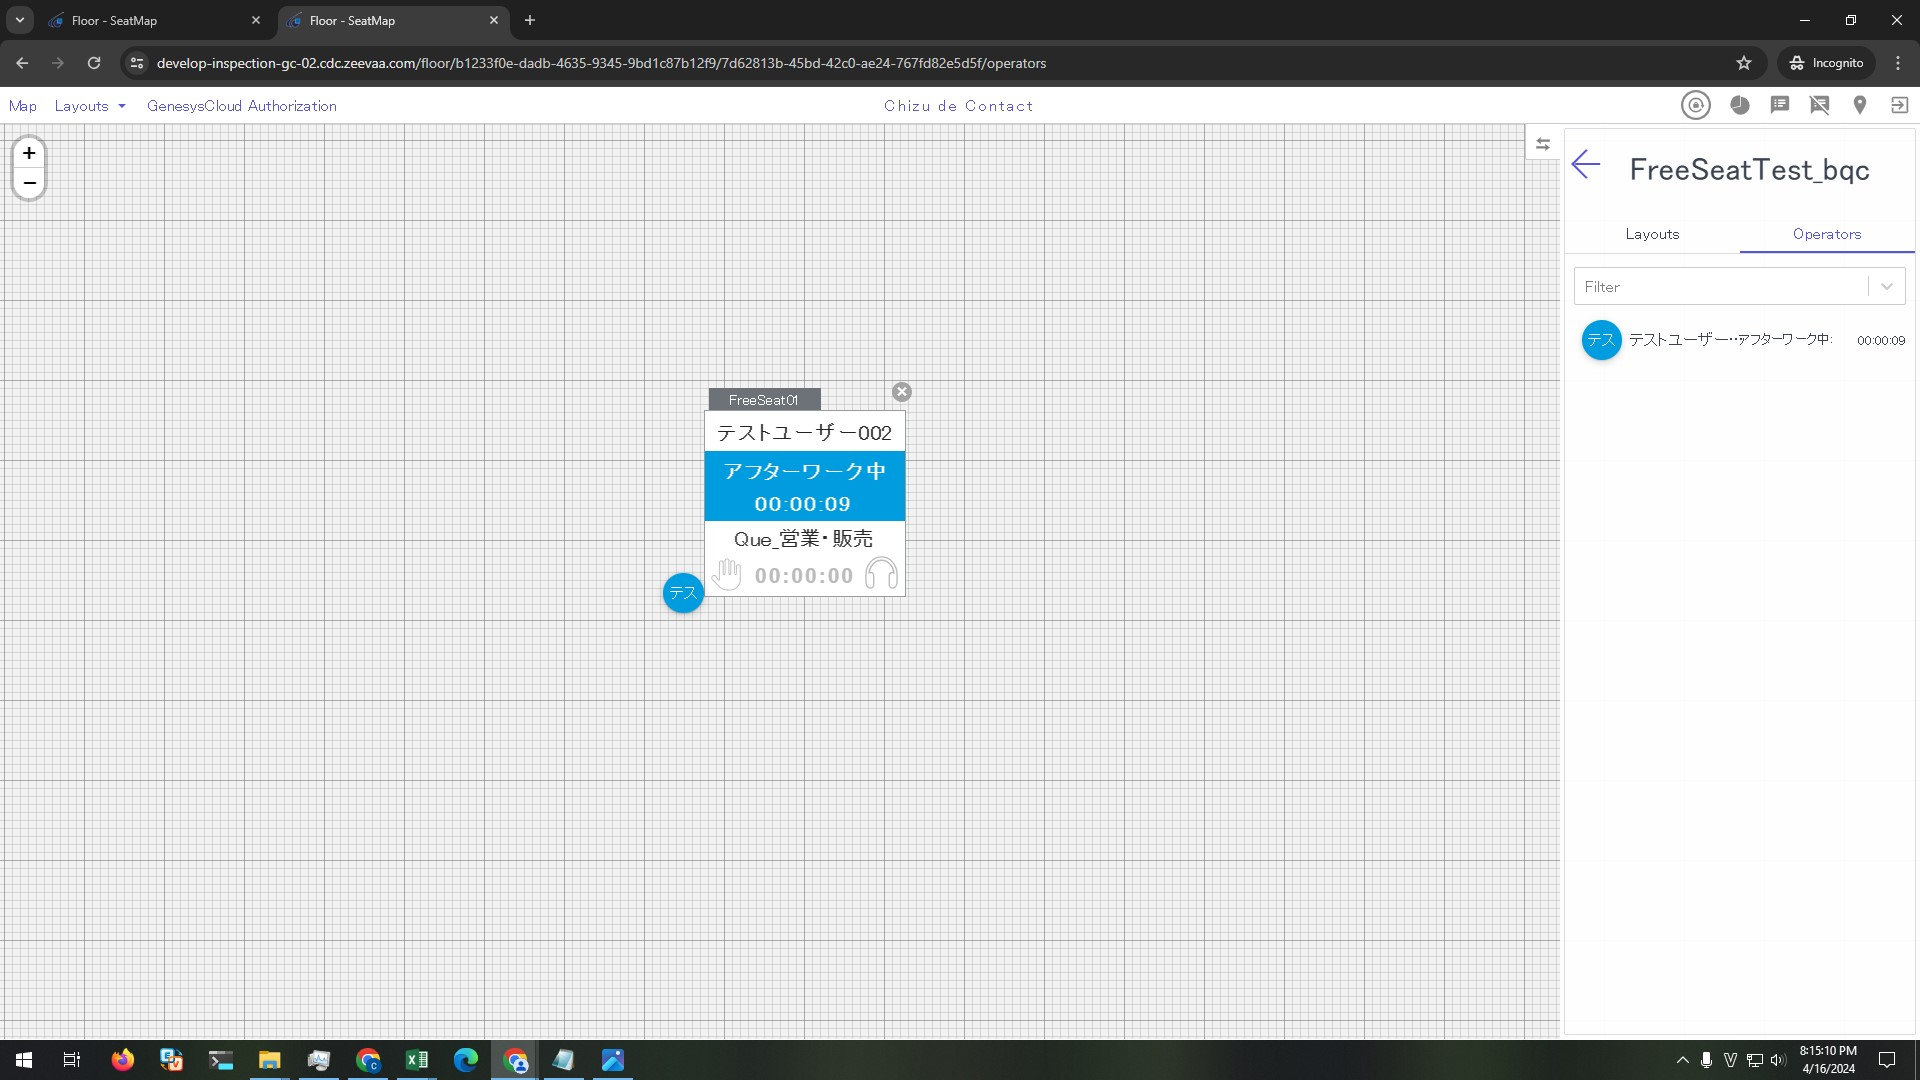 Floor - SeatMap
Floor - SeatMap
develop-inspection-gc-02.cdc.zeevaa.com/floor/b1233f0e-dadb-4635-9345-9bd1c87b12f9/7d62813b-45bd-42c0-ae24-767fd82e5d5f/operators
Incognito
Map Layouts GenesysCloud Authorization
Chizu de Contact
+
−
FreeSeatTest_bqc
Layouts Operators
Filter
テス テストユーザー･･アフターワーク中: 00:00:09
FreeSeat01
テストユーザー002
アフターワーク中
00:00:09
Que_営業・販売
00:00:00
テス
8:15:10 PM
4/16/2024